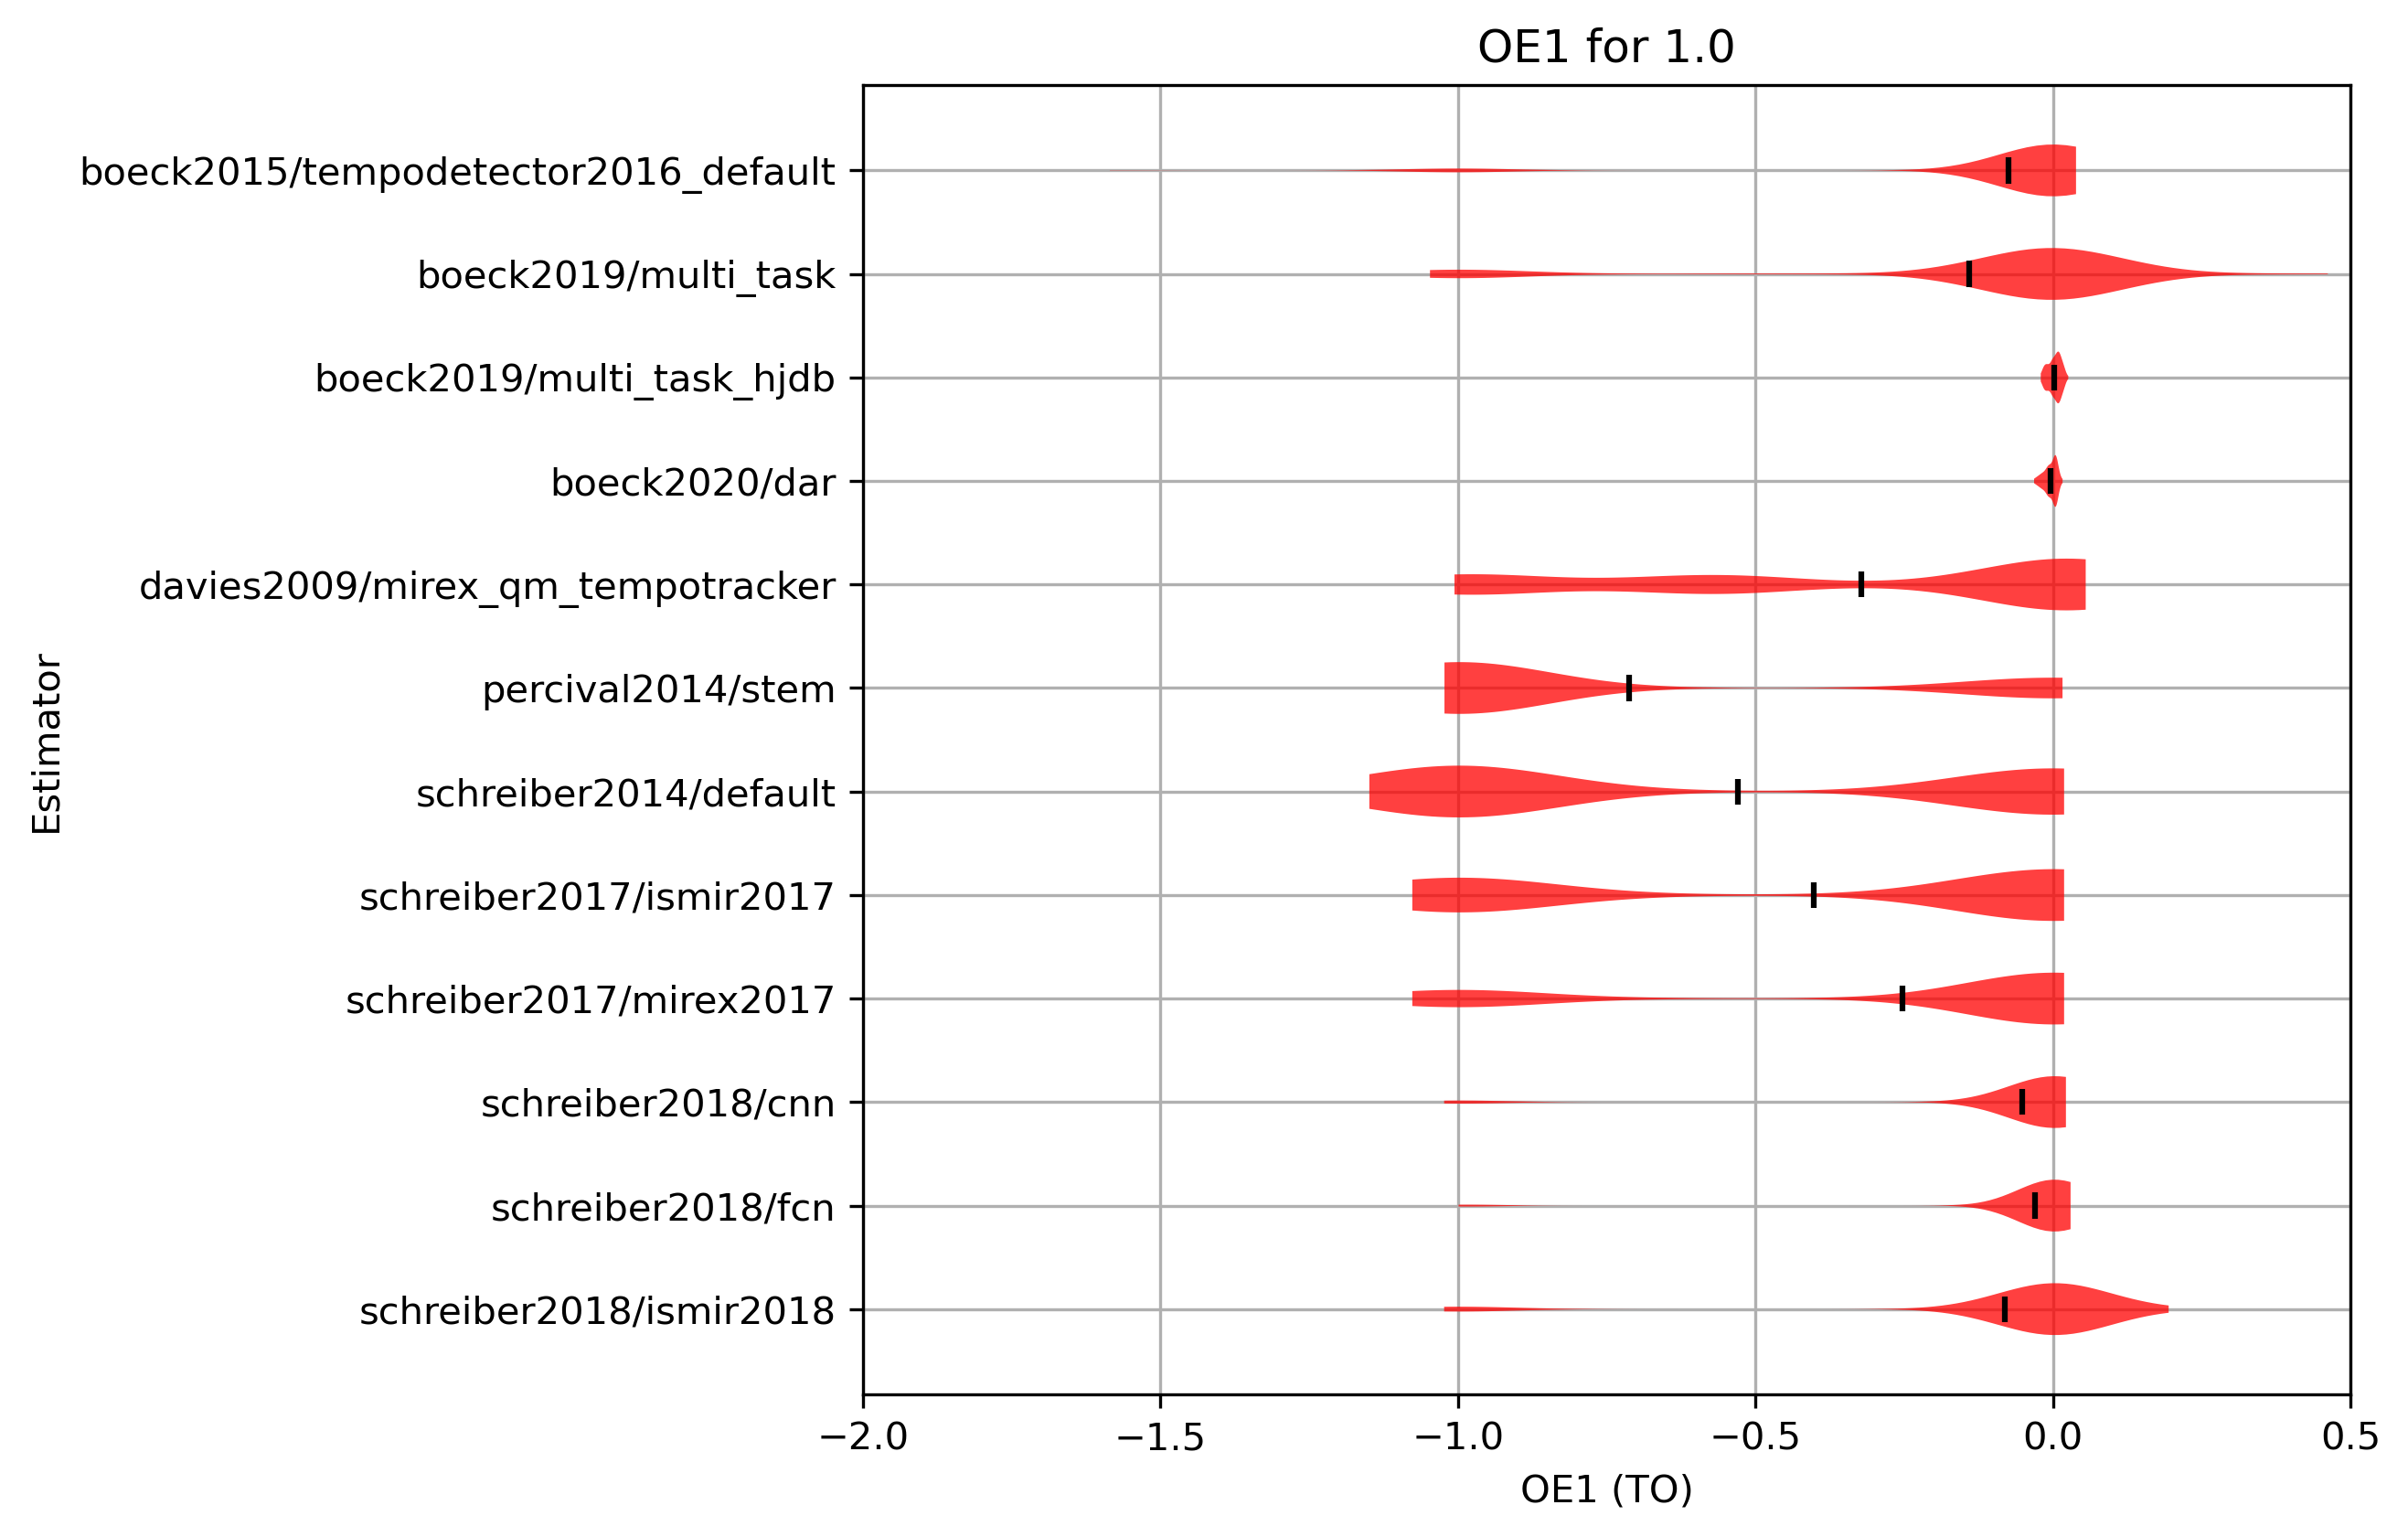 OE1 for 1.0
Estimator
boeck2015/tempodetector2016_default
boeck2019/multi_task
boeck2019/multi_task_hjdb
boeck2020/dar
davies2009/mirex_qm_tempotracker
percival2014/stem
schreiber2014/default
schreiber2017/ismir2017
schreiber2017/mirex2017
schreiber2018/cnn
schreiber2018/fcn
schreiber2018/ismir2018
−2.0 −1.5 −1.0 −0.5 0.0 0.5
OE1 (TO)